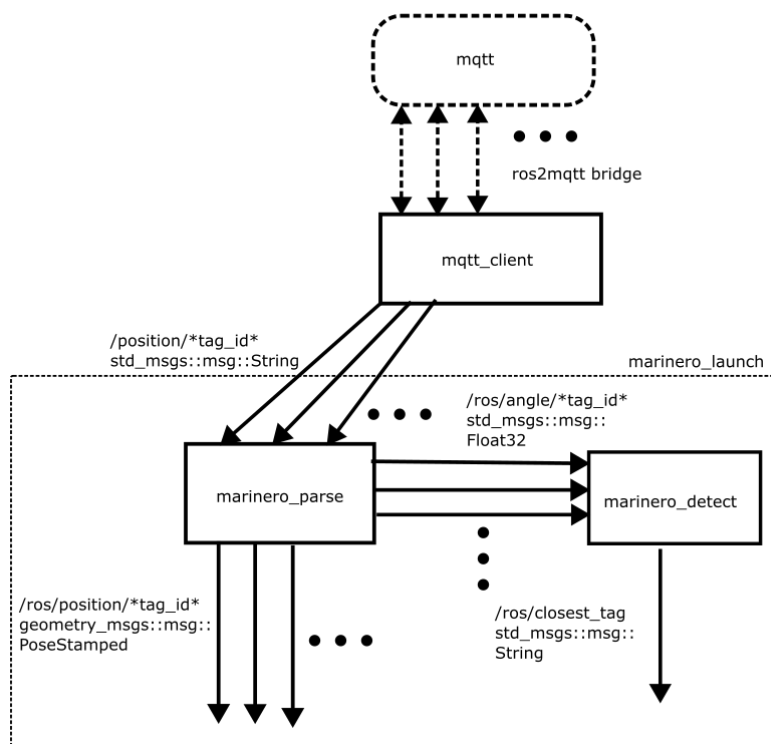 mqtt
ros2mqtt bridge
mqtt_client
/position/*tag_id*
std_msgs::msg::String
marinero_launch
/ros/angle/*tag_id*
std_msgs::msg::
Float32
marinero_parse
marinero_detect
/ros/position/*tag_id*
geometry_msgs::msg::
PoseStamped
/ros/closest_tag
std_msgs::msg::
String